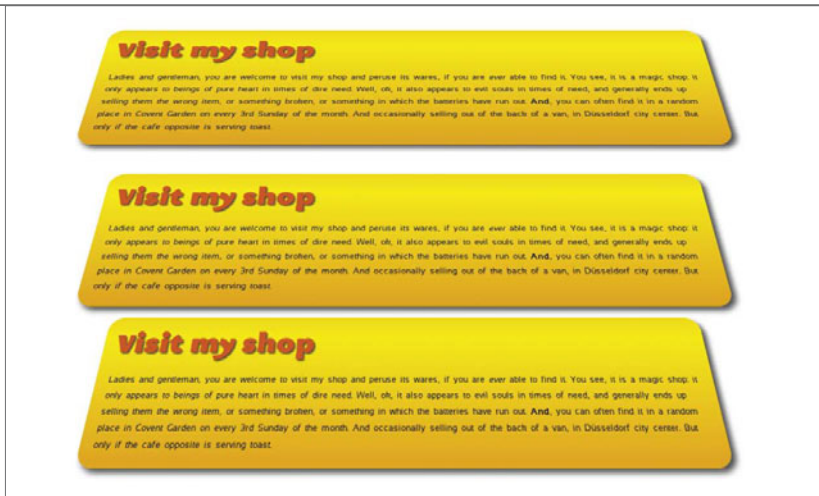 Visit my shop
Ladies and gentleman, you are welcome to visit my shop and peruse its wares, if you are ever able to find it. You see, it is a magic shop: it
only appears to beings of pure heart in times of dire need. Well, oh, it also appears to evil souls in times of need, and generally ends up
selling them the wrong item, or something broken, or something in which the batteries have run out. And, you can often find it in a random
place in Covent Garden on every 3rd Sunday of the month. And occasionally selling out of the back of a van, in Düsseldorf city center. But
only if the cafe opposite is serving toast.
Visit my shop
Ladies and gentleman, you are welcome to visit my shop and peruse its wares, if you are ever able to find it. You see, it is a magic shop: it
only appears to beings of pure heart in times of dire need. Well, oh, it also appears to evil souls in times of need, and generally ends up
selling them the wrong item, or something broken, or something in which the batteries have run out. And, you can often find it in a random
place in Covent Garden on every 3rd Sunday of the month. And occasionally selling out of the back of a van, in Düsseldorf city center. But
only if the cafe opposite is serving toast.
Visit my shop
Ladies and gentleman, you are welcome to visit my shop and peruse its wares, if you are ever able to find it. You see, it is a magic shop: it
only appears to beings of pure heart in times of dire need. Well, oh, it also appears to evil souls in times of need, and generally ends up
selling them the wrong item, or something broken, or something in which the batteries have run out. And, you can often find it in a random
place in Covent Garden on every 3rd Sunday of the month. And occasionally selling out of the back of a van, in Düsseldorf city center. But
only if the cafe opposite is serving toast.